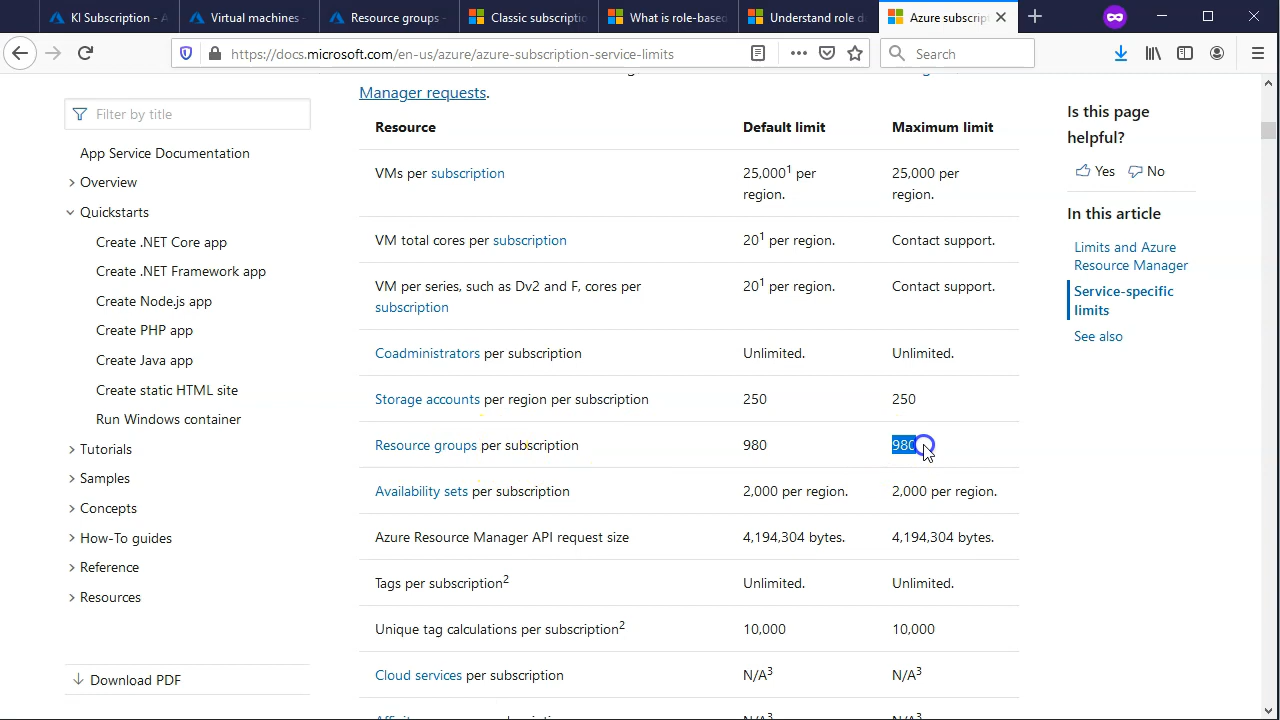 KI Subscription - A
Virtual machines
Resource groups -
Classic subscriptio
What is role-based
Understand role d
Azure subscrip
https://docs.microsoft.com/en-us/azure/azure-subscription-service-limits
Search
Filter by title
App Service Documentation
Overview
Quickstarts
Create .NET Core app
Create .NET Framework app
Create Node.js app
Create PHP app
Create Java app
Create static HTML site
Run Windows container
Tutorials
Samples
Concepts
How-To guides
Reference
Resources
Download PDF
Manager requests.
Resource Default limit Maximum limit
VMs per subscription 25,000¹ per region. 25,000 per region.
VM total cores per subscription 20¹ per region. Contact support.
VM per series, such as Dv2 and F, cores per subscription 20¹ per region. Contact support.
Coadministrators per subscription Unlimited. Unlimited.
Storage accounts per region per subscription 250 250
Resource groups per subscription 980 980
Availability sets per subscription 2,000 per region. 2,000 per region.
Azure Resource Manager API request size 4,194,304 bytes. 4,194,304 bytes.
Tags per subscription² Unlimited. Unlimited.
Unique tag calculations per subscription² 10,000 10,000
Cloud services per subscription N/A³ N/A³
Is this page
helpful?
Yes No
In this article
Limits and Azure
Resource Manager
Service-specific
limits
See also